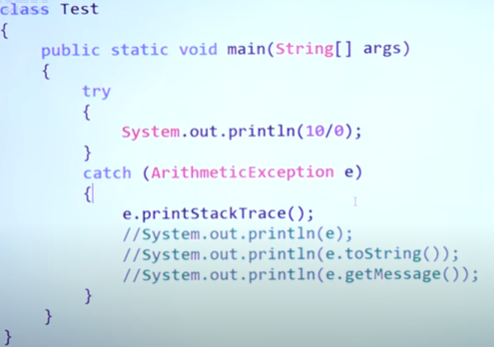 class Test
{
    public static void main(String[] args)
    {
        try
        {
            System.out.println(10/0);
        }
        catch (ArithmeticException e)
        {
            e.printStackTrace();
            //System.out.println(e);
            //System.out.println(e.toString());
            //System.out.println(e.getMessage());
        }
    }
}